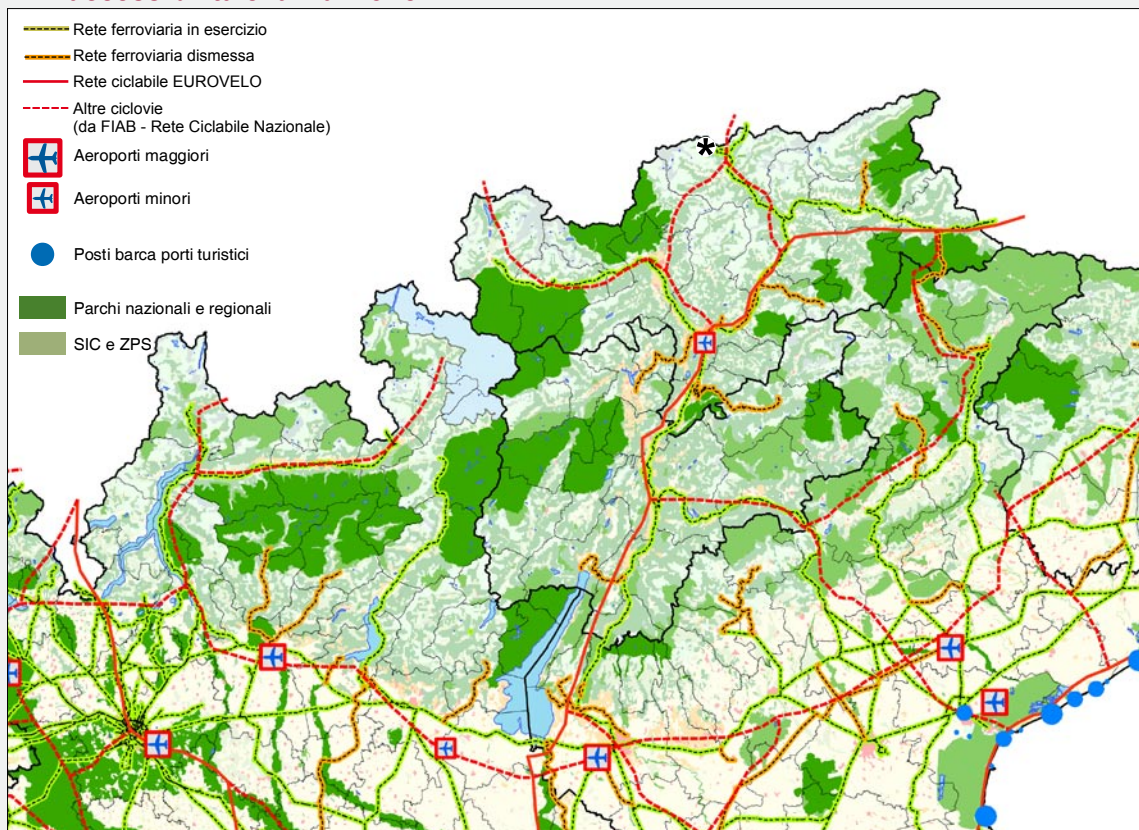 Rete ferroviaria in esercizio
Rete ferroviaria dismessa
Rete ciclabile EUROVELO
Altre ciclovie
(da FIAB - Rete Ciclabile Nazionale)
Aeroporti maggiori
Aeroporti minori
Posti barca porti turistici
Parchi nazionali e regionali
SIC e ZPS
*